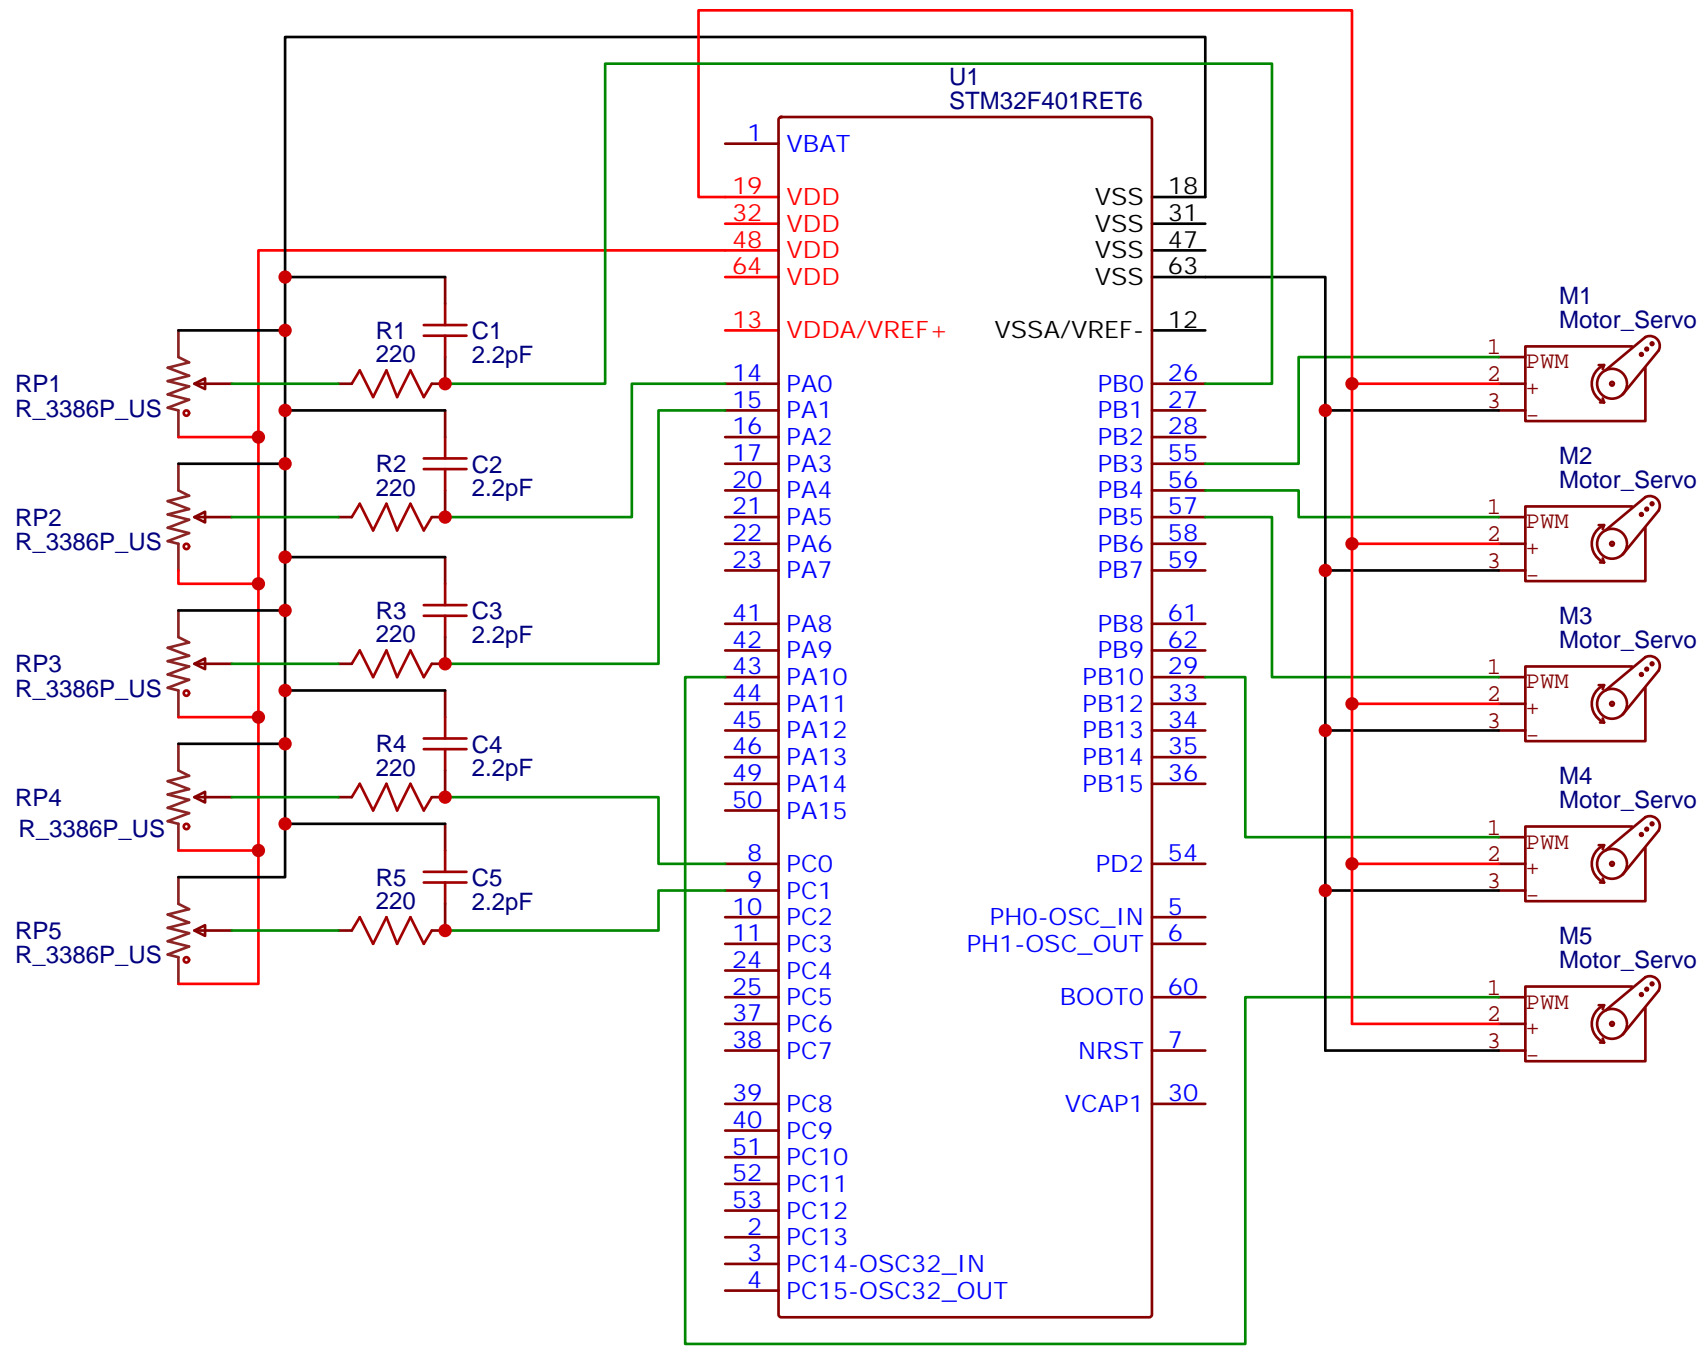 U1
STM32F401RET6
1 VBAT
19 VDD
32 VDD
48 VDD
64 VDD
13 VDDA/VREF+
14 PA0
15 PA1
16 PA2
17 PA3
20 PA4
21 PA5
22 PA6
23 PA7
41 PA8
42 PA9
43 PA10
44 PA11
45 PA12
46 PA13
49 PA14
50 PA15
8 PC0
9 PC1
10 PC2
11 PC3
24 PC4
25 PC5
37 PC6
38 PC7
39 PC8
40 PC9
51 PC10
52 PC11
53 PC12
2 PC13
3 PC14-OSC32_IN
4 PC15-OSC32_OUT
VSS 18
VSS 31
VSS 47
VSS 63
VSSA/VREF- 12
PB0 26
PB1 27
PB2 28
PB3 55
PB4 56
PB5 57
PB6 58
PB7 59
PB8 61
PB9 62
PB10 29
PB12 33
PB13 34
PB14 35
PB15 36
PD2 54
PH0-OSC_IN 5
PH1-OSC_OUT 6
BOOT0 60
NRST 7
VCAP1 30
RP1
R_3386P_US
R1
220
C1
2.2pF
RP2
R_3386P_US
R2
220
C2
2.2pF
RP3
R_3386P_US
R3
220
C3
2.2pF
RP4
R_3386P_US
R4
220
C4
2.2pF
RP5
R_3386P_US
R5
220
C5
2.2pF
M1
Motor_Servo
1 PWM
2 +
3 -
M2
Motor_Servo
1 PWM
2 +
3 -
M3
Motor_Servo
1 PWM
2 +
3 -
M4
Motor_Servo
1 PWM
2 +
3 -
M5
Motor_Servo
1 PWM
2 +
3 -